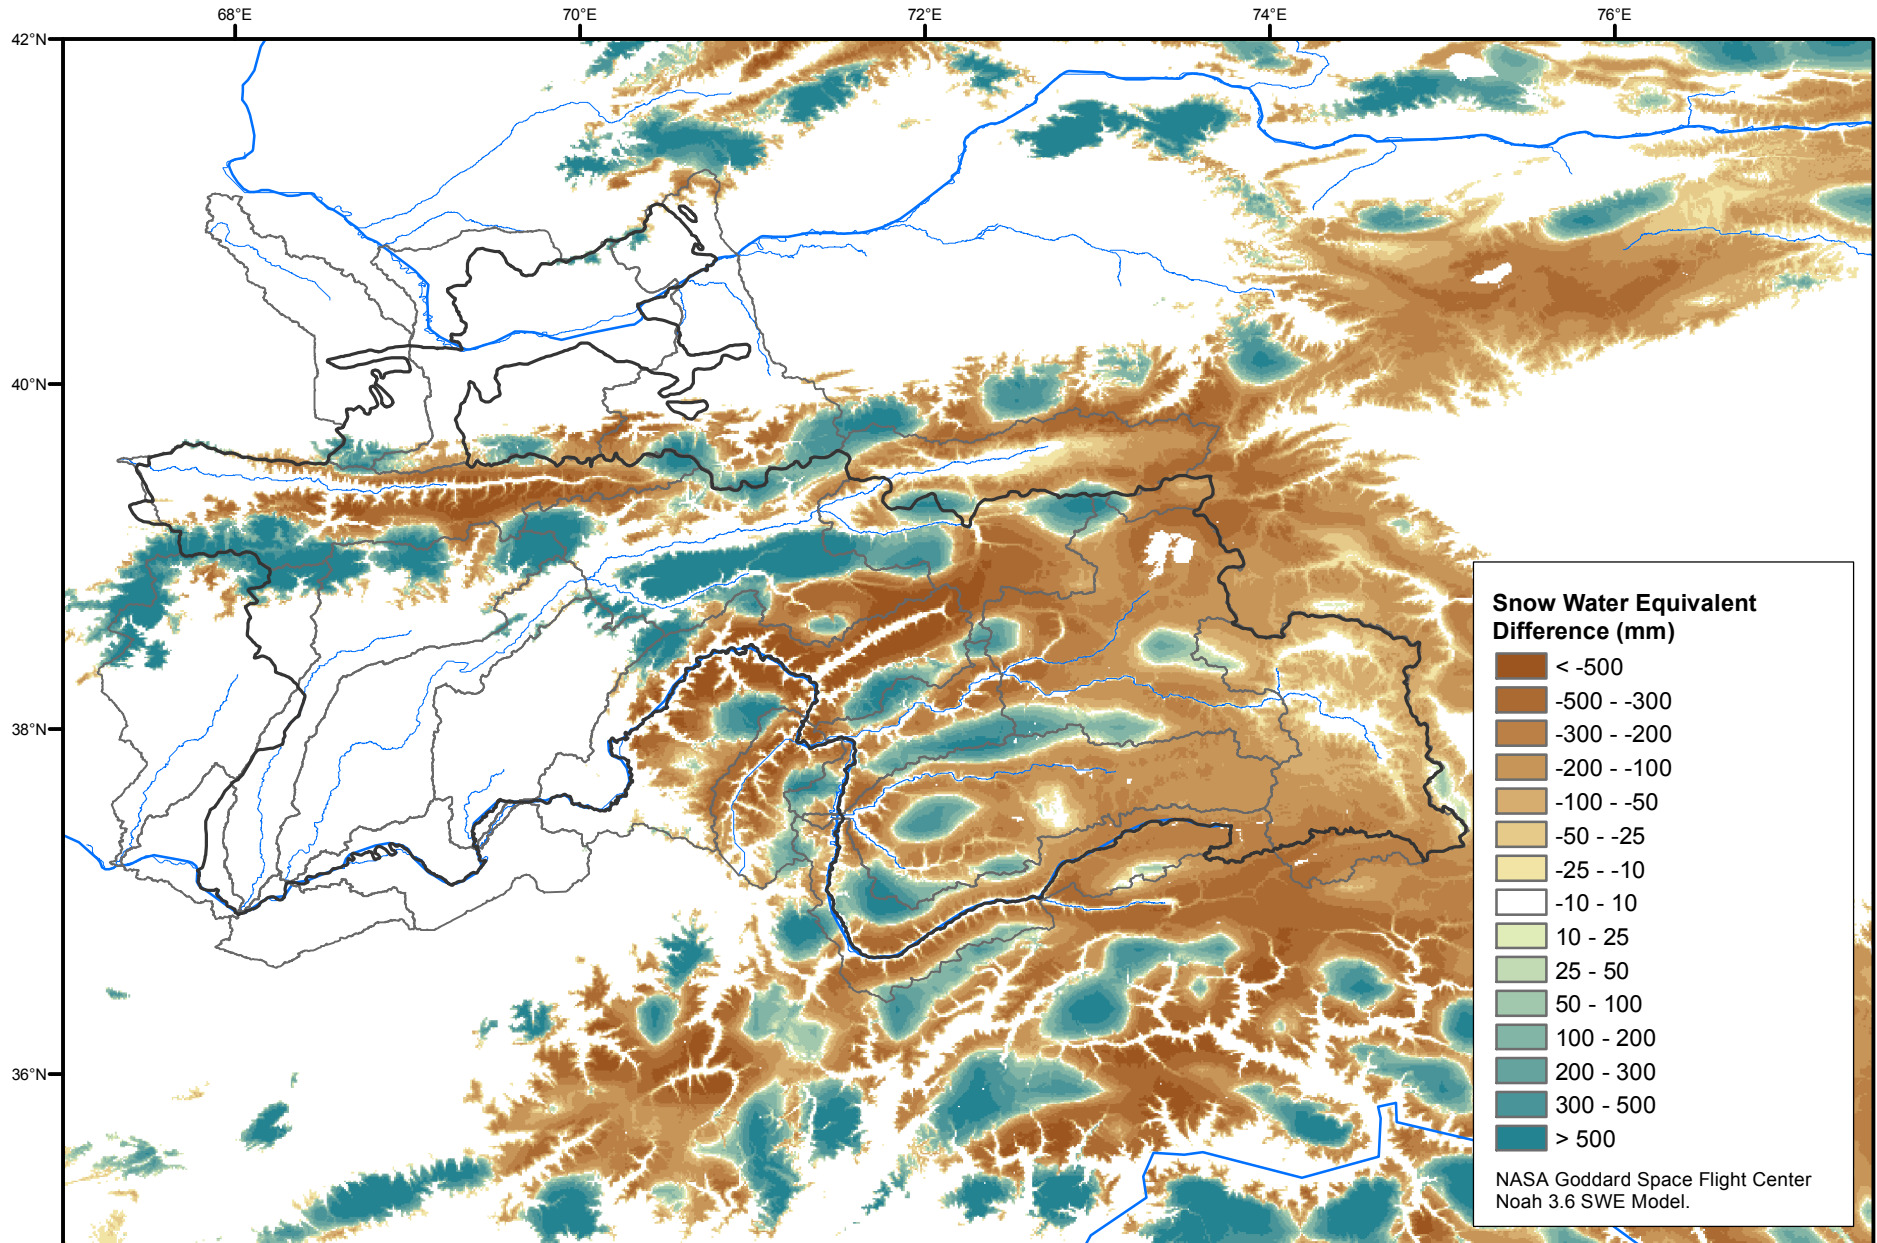 68°E
70°E
72°E
74°E
76°E
42°N
40°N
38°N
36°N
Snow Water Equivalent
Difference (mm)
< -500
-500 - -300
-300 - -200
-200 - -100
-100 - -50
-50 - -25
-25 - -10
-10 - 10
10 - 25
25 - 50
50 - 100
100 - 200
200 - 300
300 - 500
> 500
NASA Goddard Space Flight Center
Noah 3.6 SWE Model.